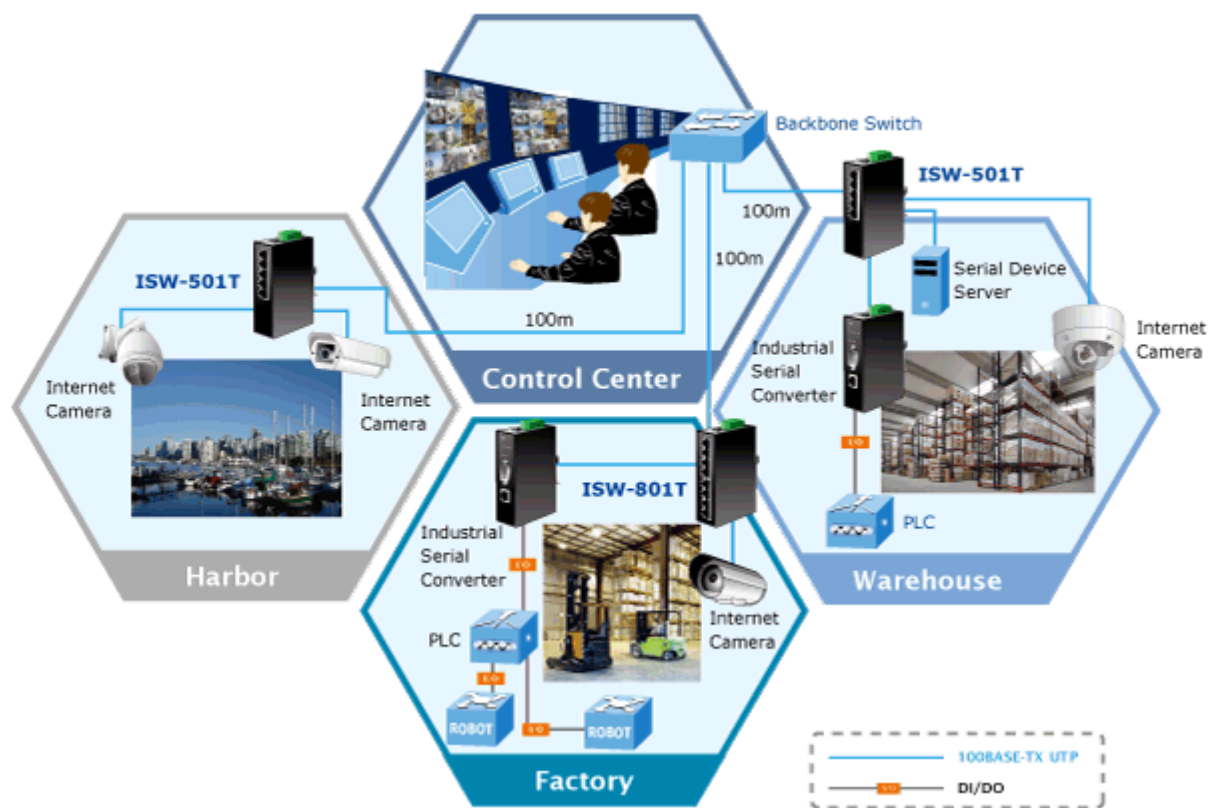 Backbone Switch
ISW-501T
100m
100m
Serial Device
Server
ISW-501T
100m
Internet
Camera
Internet
Camera
Industrial
Serial
Converter
Internet
Camera
Control Center
I/O
ISW-801T
PLC
Industrial
Serial
Converter
Harbor
I/O
Warehouse
Internet
Camera
PLC
I/O
ROBOT
I/O
ROBOT
Factory
100BASE-TX UTP
I/O
DI/DO